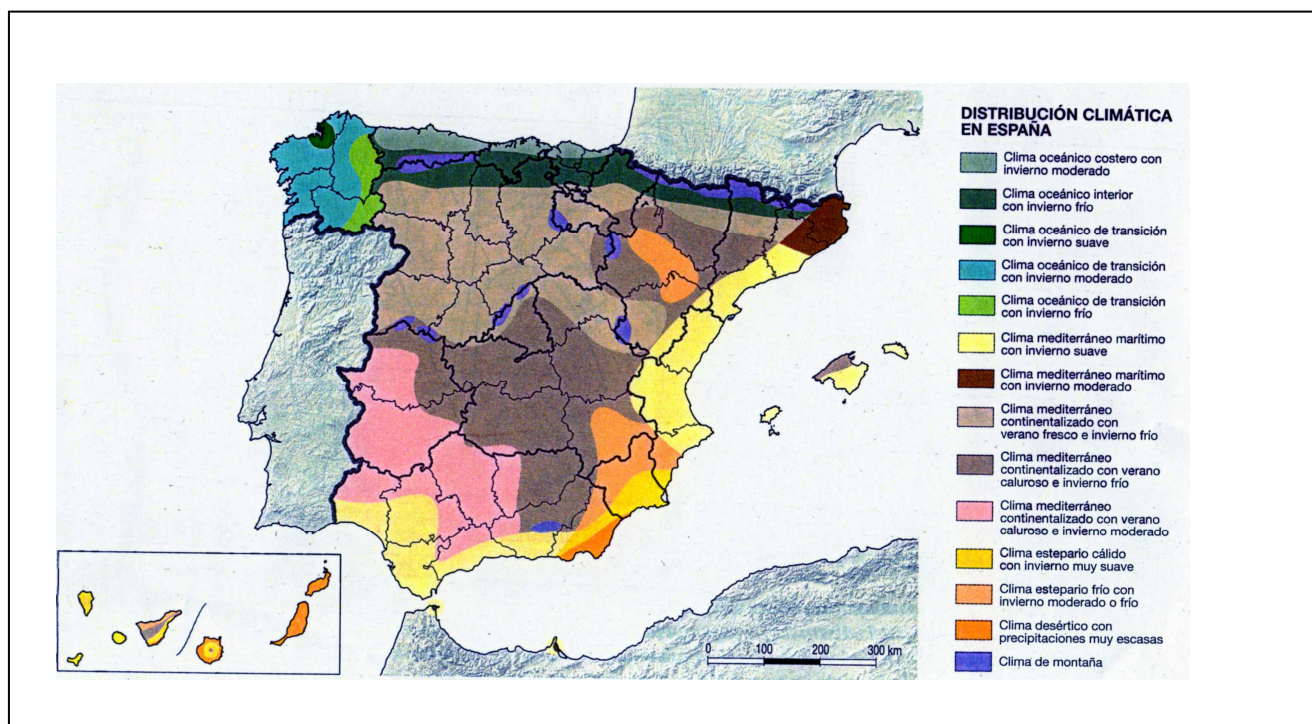 DISTRIBUCIÓN CLIMÁTICA
EN ESPAÑA
Clima oceánico costero con
invierno moderado
Clima oceánico interior
con invierno frío
Clima oceánico de transición
con invierno suave
Clima oceánico de transición
con invierno moderado
Clima oceánico de transición
con invierno frío
Clima mediterráneo marítimo
con invierno suave
Clima mediterráneo marítimo
con invierno moderado
Clima mediterráneo
continentalizado con
verano fresco e invierno frío
Clima mediterráneo
continentalizado con verano
caluroso e invierno frío
Clima mediterráneo
continentalizado con verano
caluroso e invierno moderado
Clima estepario cálido
con invierno muy suave
Clima estepario frío con
invierno moderado o frío
Clima desértico con
precipitaciones muy escasas
Clima de montaña
0 100 200 300 km